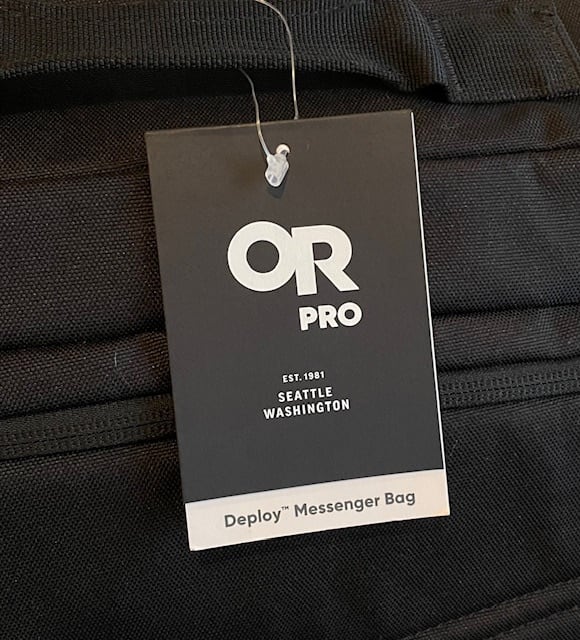 OR
PRO
EST. 1981
SEATTLE
WASHINGTON
Deploy™ Messenger Bag